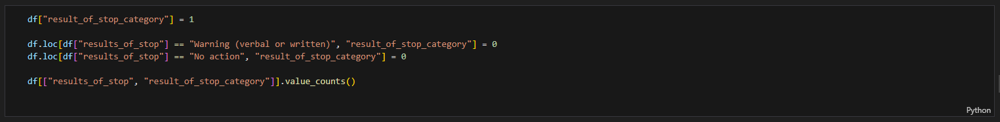 df["result_of_stop_category"] = 1
df.loc[df["results_of_stop"] == "Warning (verbal or written)", "result_of_stop_category"] = 0
df.loc[df["results_of_stop"] == "No action", "result_of_stop_category"] = 0
df[["results_of_stop", "result_of_stop_category"]].value_counts()
Python